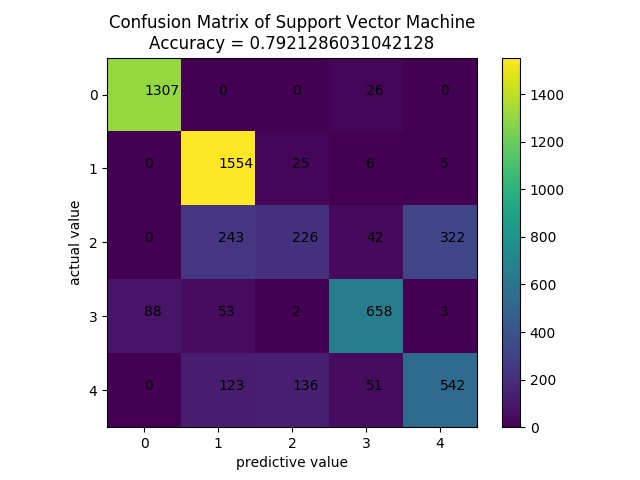 Confusion Matrix of Support Vector Machine
Accuracy = 0.7921286031042128
actual value
0 1307 0 0 26 0
1 0 1554 25 6 5
2 0 243 226 42 322
3 88 53 2 658 3
4 0 123 136 51 542
0 1 2 3 4
predictive value
1400
1200
1000
800
600
400
200
0